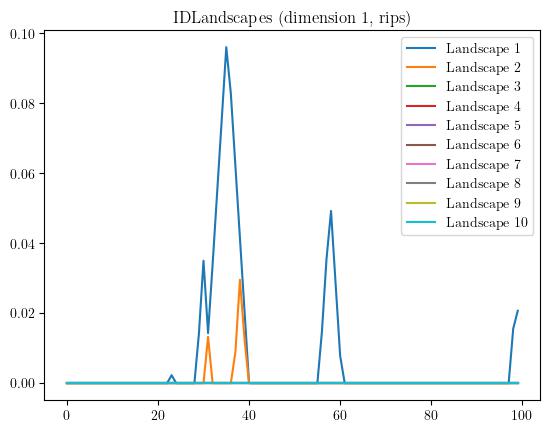 IDLandscapes (dimension 1, rips)
0.10
0.08
0.06
0.04
0.02
0.00
0 20 40 60 80 100
Landscape 1
Landscape 2
Landscape 3
Landscape 4
Landscape 5
Landscape 6
Landscape 7
Landscape 8
Landscape 9
Landscape 10